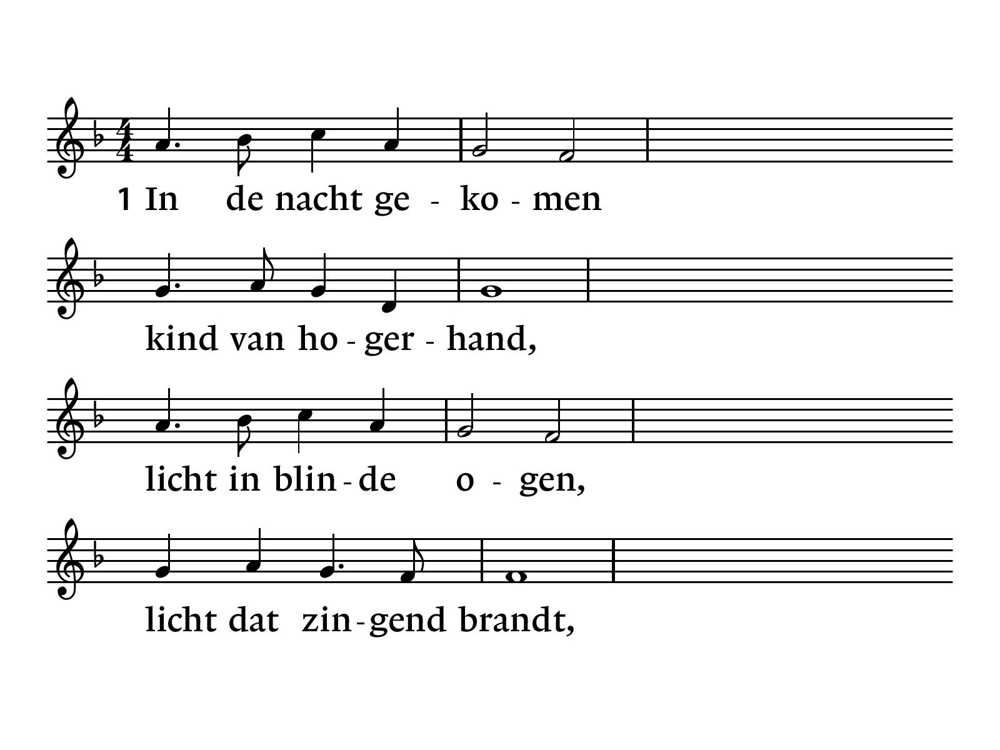 1 In de nacht ge - ko - men
kind van ho - ger - hand,
licht in blin - de o - gen,
licht dat zin - gend brandt,